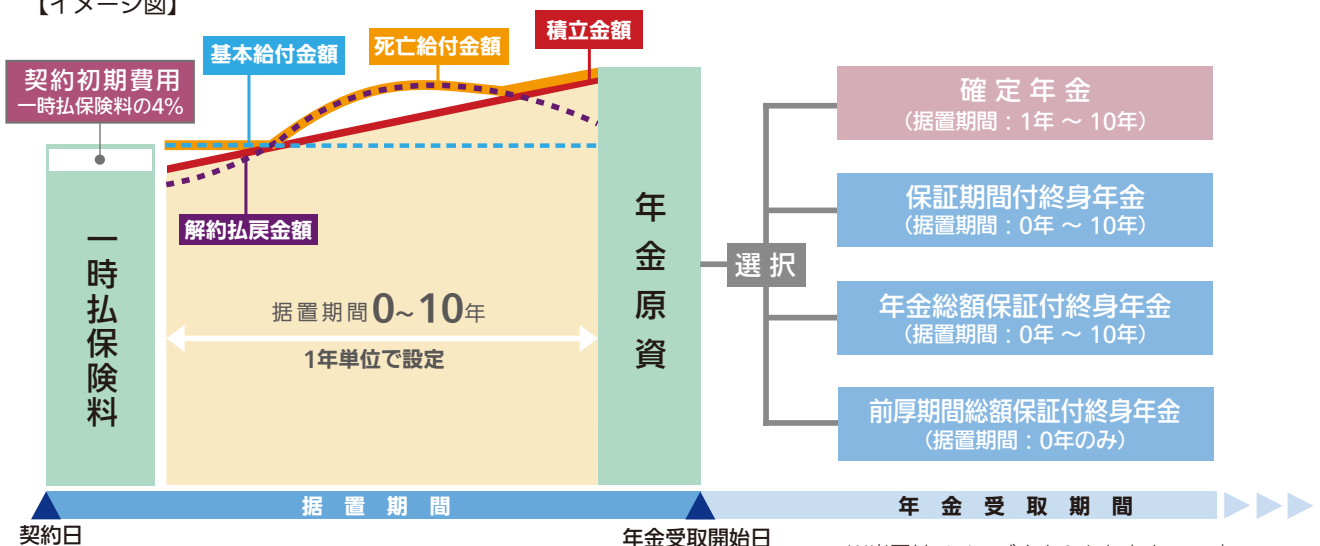 【イメージ図】
契約初期費用
一時払保険料の4%
基本給付金額
死亡給付金額
積立金額
解約払戻金額
一時払保険料
据置期間0~10年
1年単位で設定
年金原資
選択
確定年金
(据置期間:1年 ~ 10年)
保証期間付終身年金
(据置期間:0年 ~ 10年)
年金総額保証付終身年金
(据置期間:0年 ~ 10年)
前厚期間総額保証付終身年金
(据置期間:0年のみ)
据置期間
年金受取期間
契約日
年金受取開始日